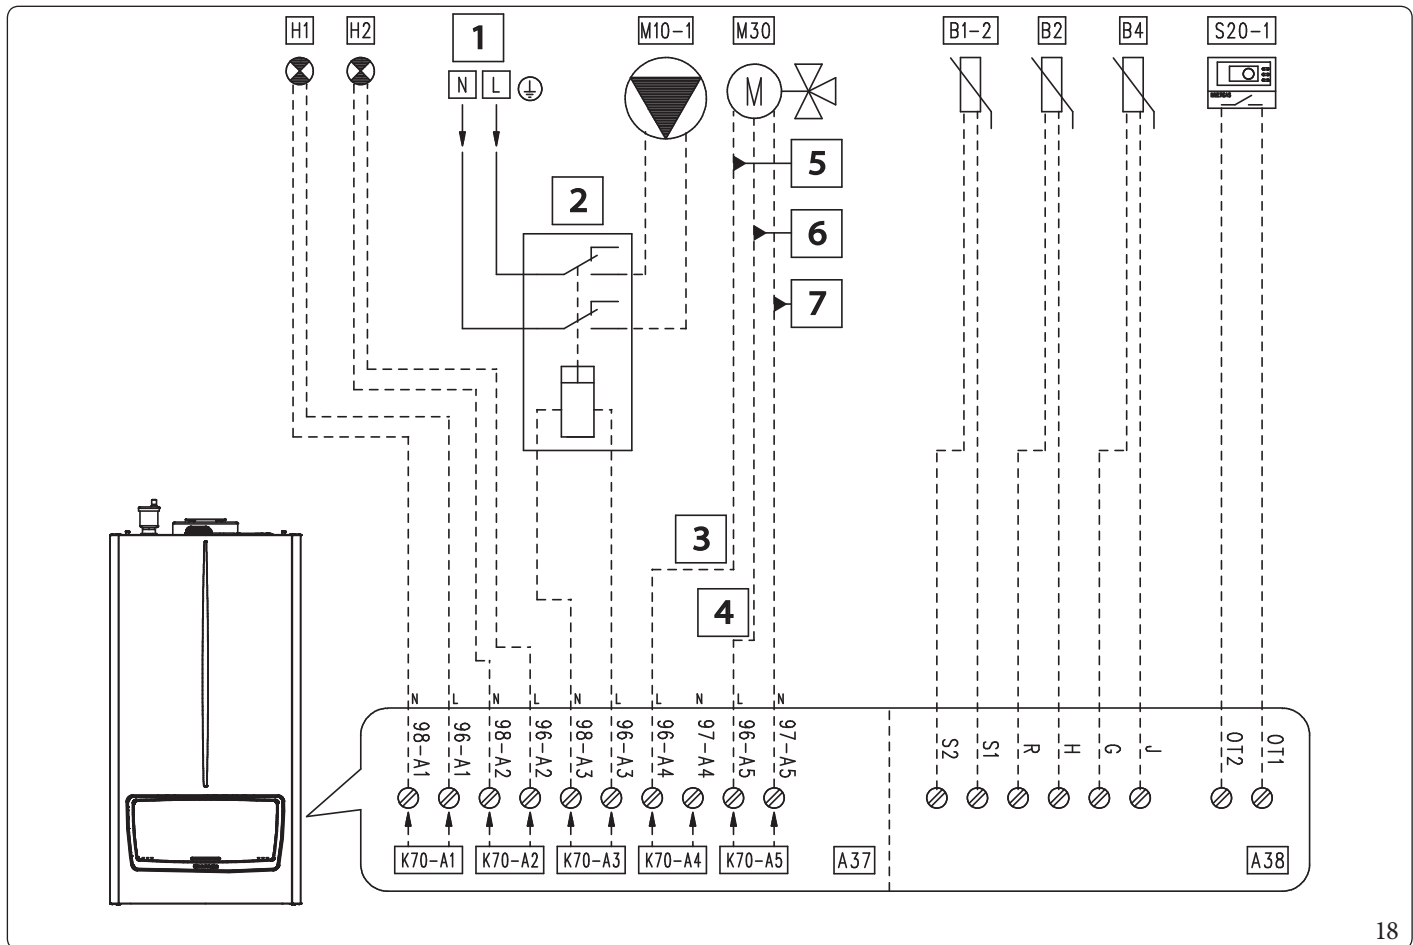 H1 H2 1 M10-1 M30 B1-2 B2 B4 S20-1
N L M
5
2
6
7
3
4
N L N L N L L N L N
98-A1 96-A1 98-A2 96-A2 98-A3 96-A3 96-A4 97-A4 96-A5 97-A5 S2 S1 R H G J OT2 OT1
K70-A1 K70-A2 K70-A3 K70-A4 K70-A5 A37 A38
18